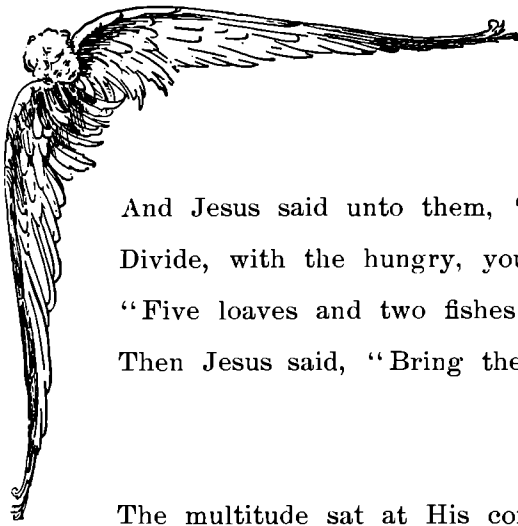 And Jesus said unto them, "
Divide, with the hungry, you
"Five loaves and two fishes
Then Jesus said, "Bring the
The multitude sat at His co